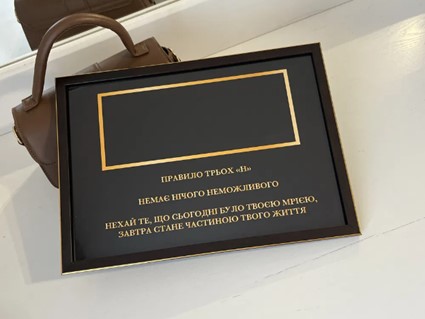 ПРАВИЛО ТРЬОХ «Н»
НЕМАЄ НІЧОГО НЕМОЖЛИВОГО
НЕХАЙ ТЕ, ЩО СЬОГОДНІ БУЛО ТВОЄЮ МРІЄЮ,
ЗАВТРА СТАНЕ ЧАСТИНОЮ ТВОГО ЖИТТЯ